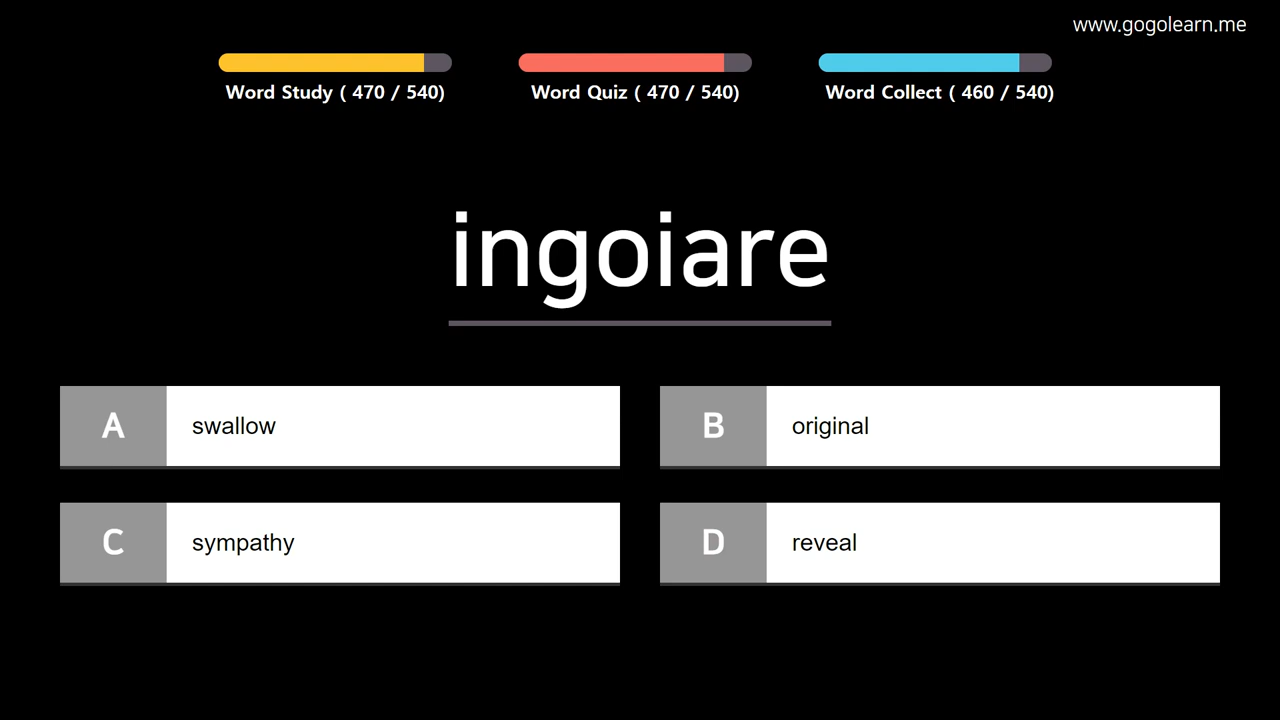 www.gogolearn.me
Word Study ( 470 / 540)
Word Quiz ( 470 / 540)
Word Collect ( 460 / 540)
ingoiare
A swallow
B original
C sympathy
D reveal